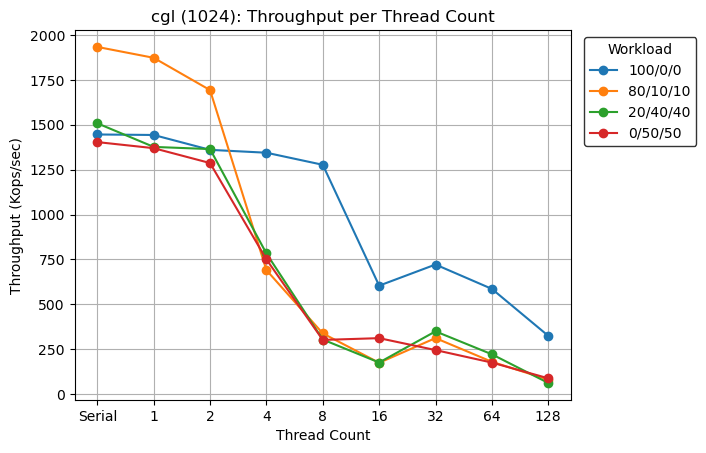 cgl (1024): Throughput per Thread Count
Throughput (Kops/sec)
2000
1750
1500
1250
1000
750
500
250
0
Serial 1 2 4 8 16 32 64 128
Thread Count
Workload
100/0/0
80/10/10
20/40/40
0/50/50